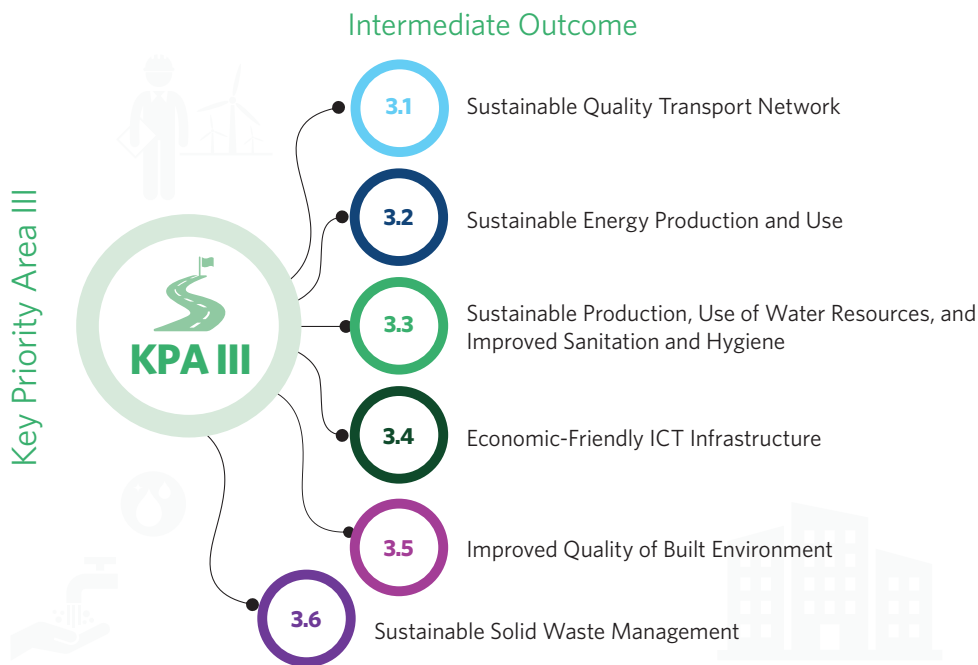 Intermediate Outcome
Key Priority Area III
KPA III
3.1
Sustainable Quality Transport Network
3.2
Sustainable Energy Production and Use
3.3
Sustainable Production, Use of Water Resources, and
Improved Sanitation and Hygiene
3.4
Economic-Friendly ICT Infrastructure
3.5
Improved Quality of Built Environment
3.6
Sustainable Solid Waste Management